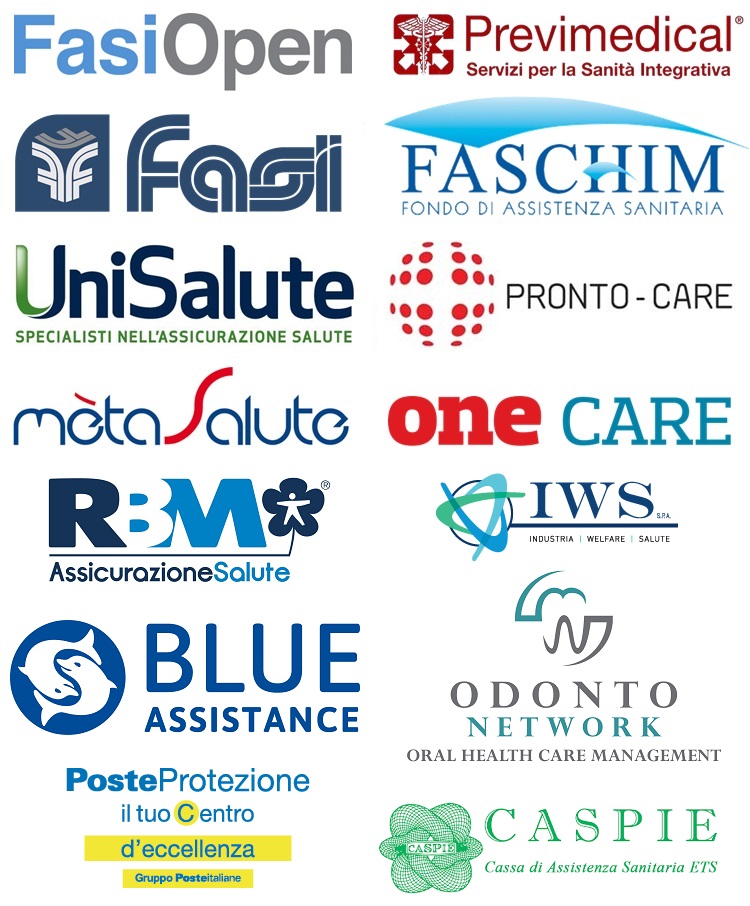 FasiOpen
Previmedical®
Servizi per la Sanità Integrativa
Fasi
FASCHIM
FONDO DI ASSISTENZA SANITARIA
UniSalute
SPECIALISTI NELL'ASSICURAZIONE SALUTE
PRONTO-CARE
mètaSalute
one CARE
RBM®
AssicurazioneSalute
IWS S.P.A.
INDUSTRIA | WELFARE | SALUTE
BLUE
ASSISTANCE
ODONTO
NETWORK
ORAL HEALTH CARE MANAGEMENT
PosteProtezione
il tuo Centro
d'eccellenza
Gruppo Posteitaliane
CASPIE
CASPIE
Cassa di Assistenza Sanitaria ETS